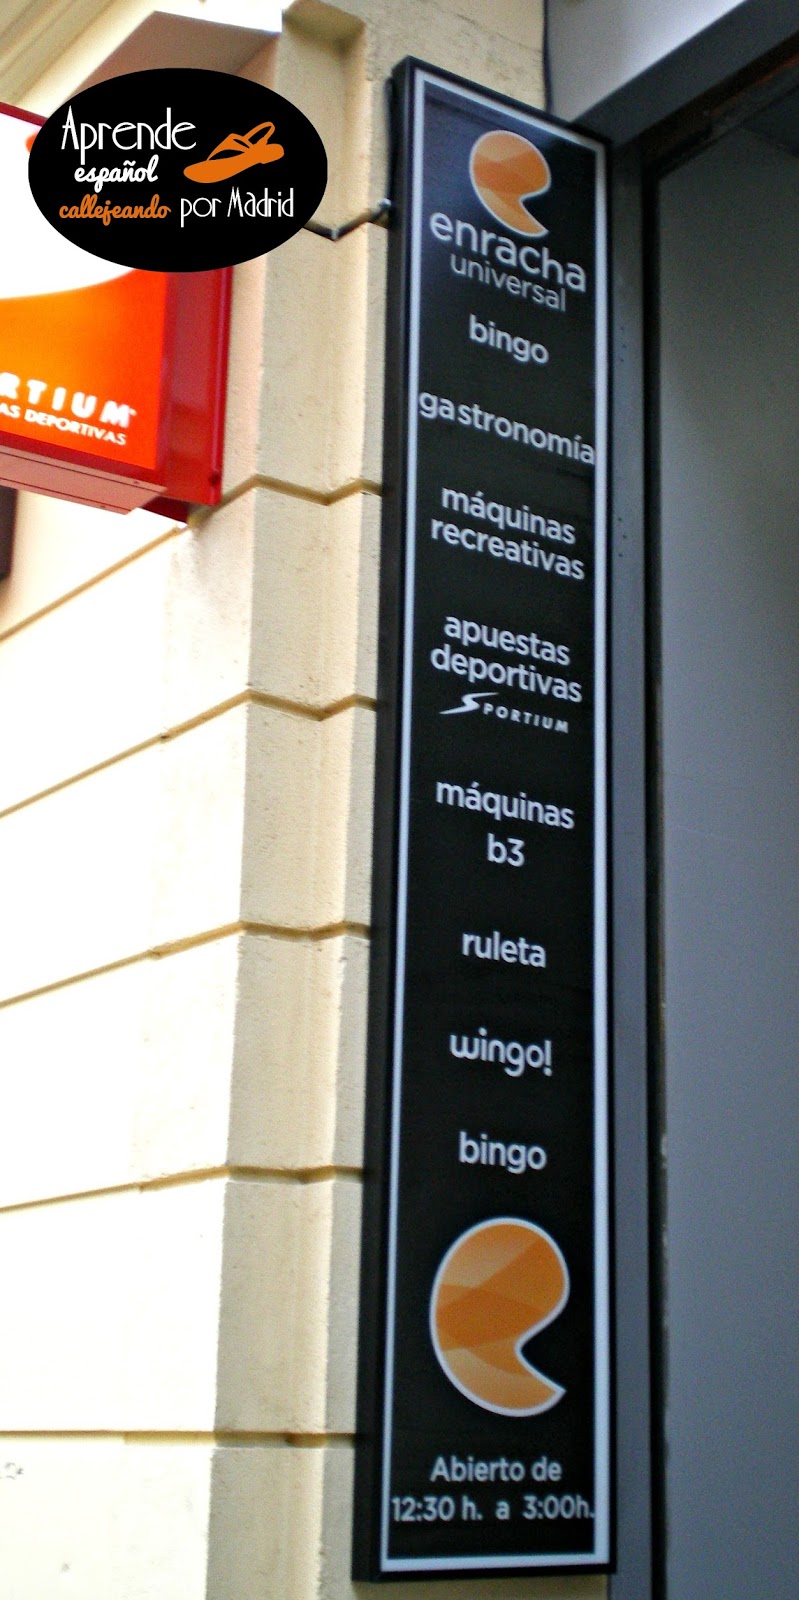 Aprende
español
callejeando por Madrid
RTIUM
AS DEPORTIVAS
enracha
universal
bingo
gastronomía
máquinas
recreativas
apuestas
deportivas
SPORTIUM
máquinas
b3
ruleta
wingo!
bingo
Abierto de
12:30 h. a 3:00h.